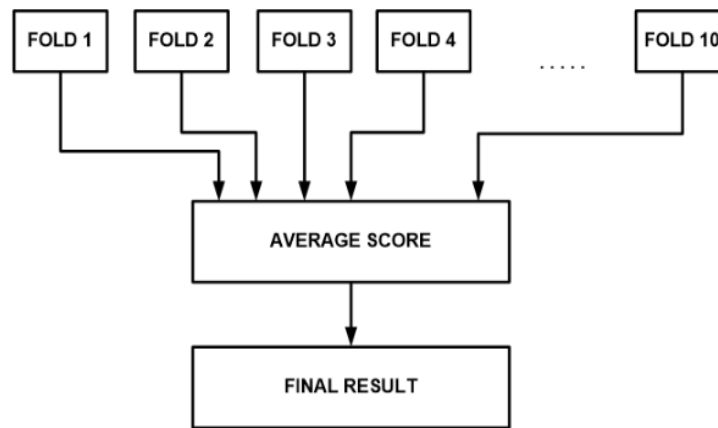 FOLD 1
FOLD 2
FOLD 3
FOLD 4
.....
FOLD 10
AVERAGE SCORE
FINAL RESULT